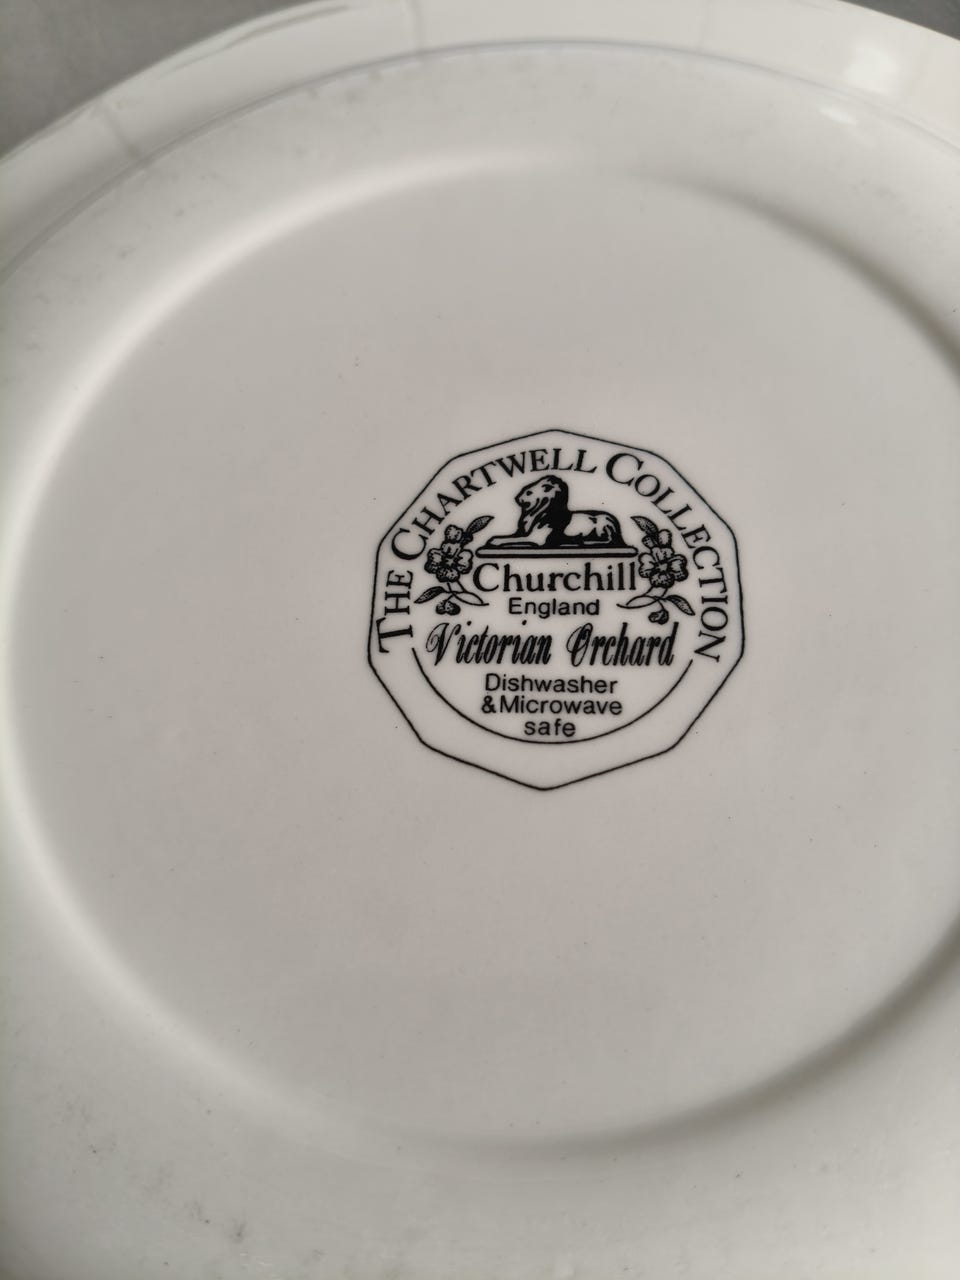 THE CHARTWELL COLLECTION
Churchill
England
Victorian Orchard
Dishwasher
&Microwave
safe